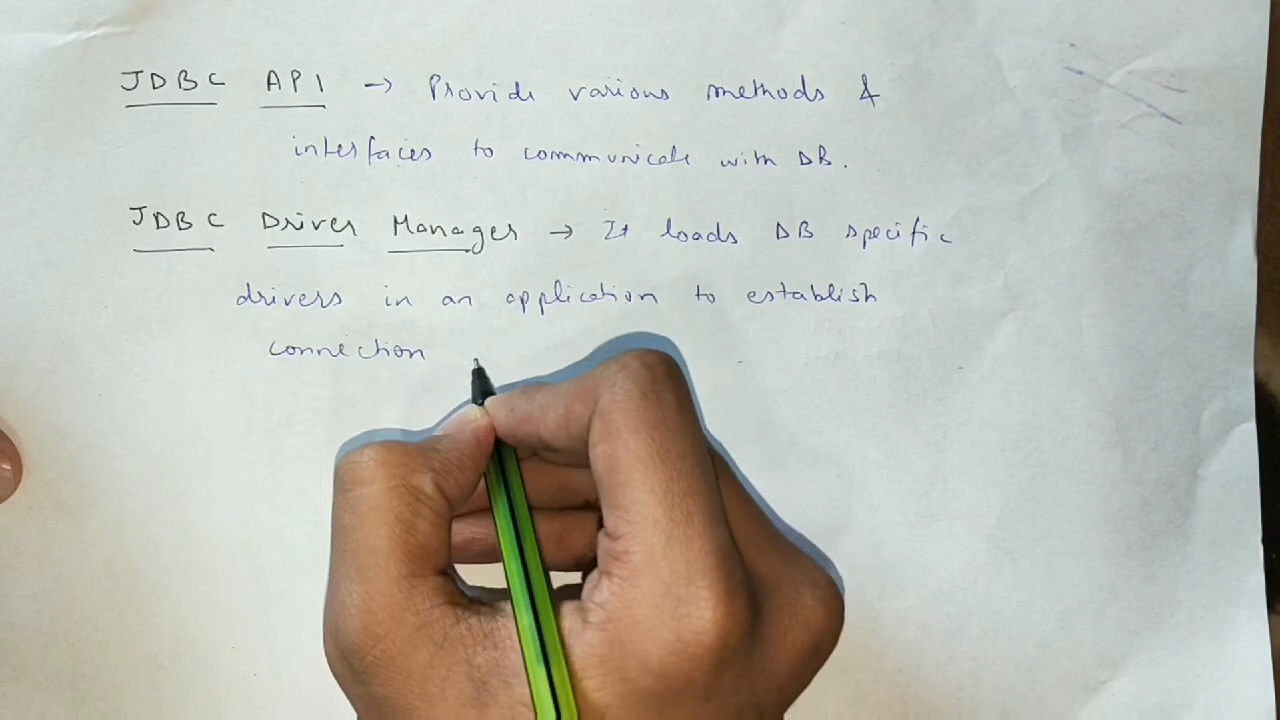 JDBC API → Provide various methods &
interfaces to communicate with DB.
JDBC Driver Manager → It loads DB specific
drivers in an application to establish
connection